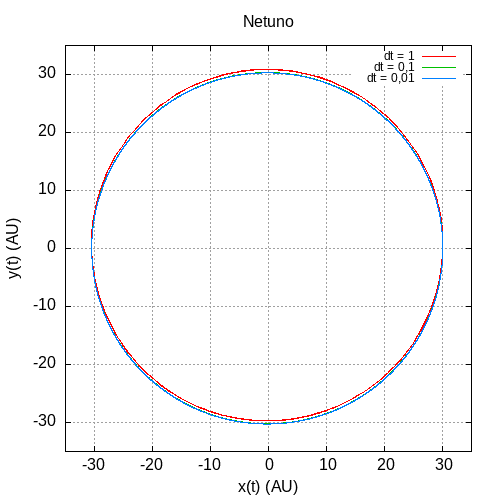 Netuno
dt = 1
dt = 0,1
dt = 0,01
30
20
10
0
-10
-20
-30
y(t) (AU)
-30 -20 -10 0 10 20 30
x(t) (AU)